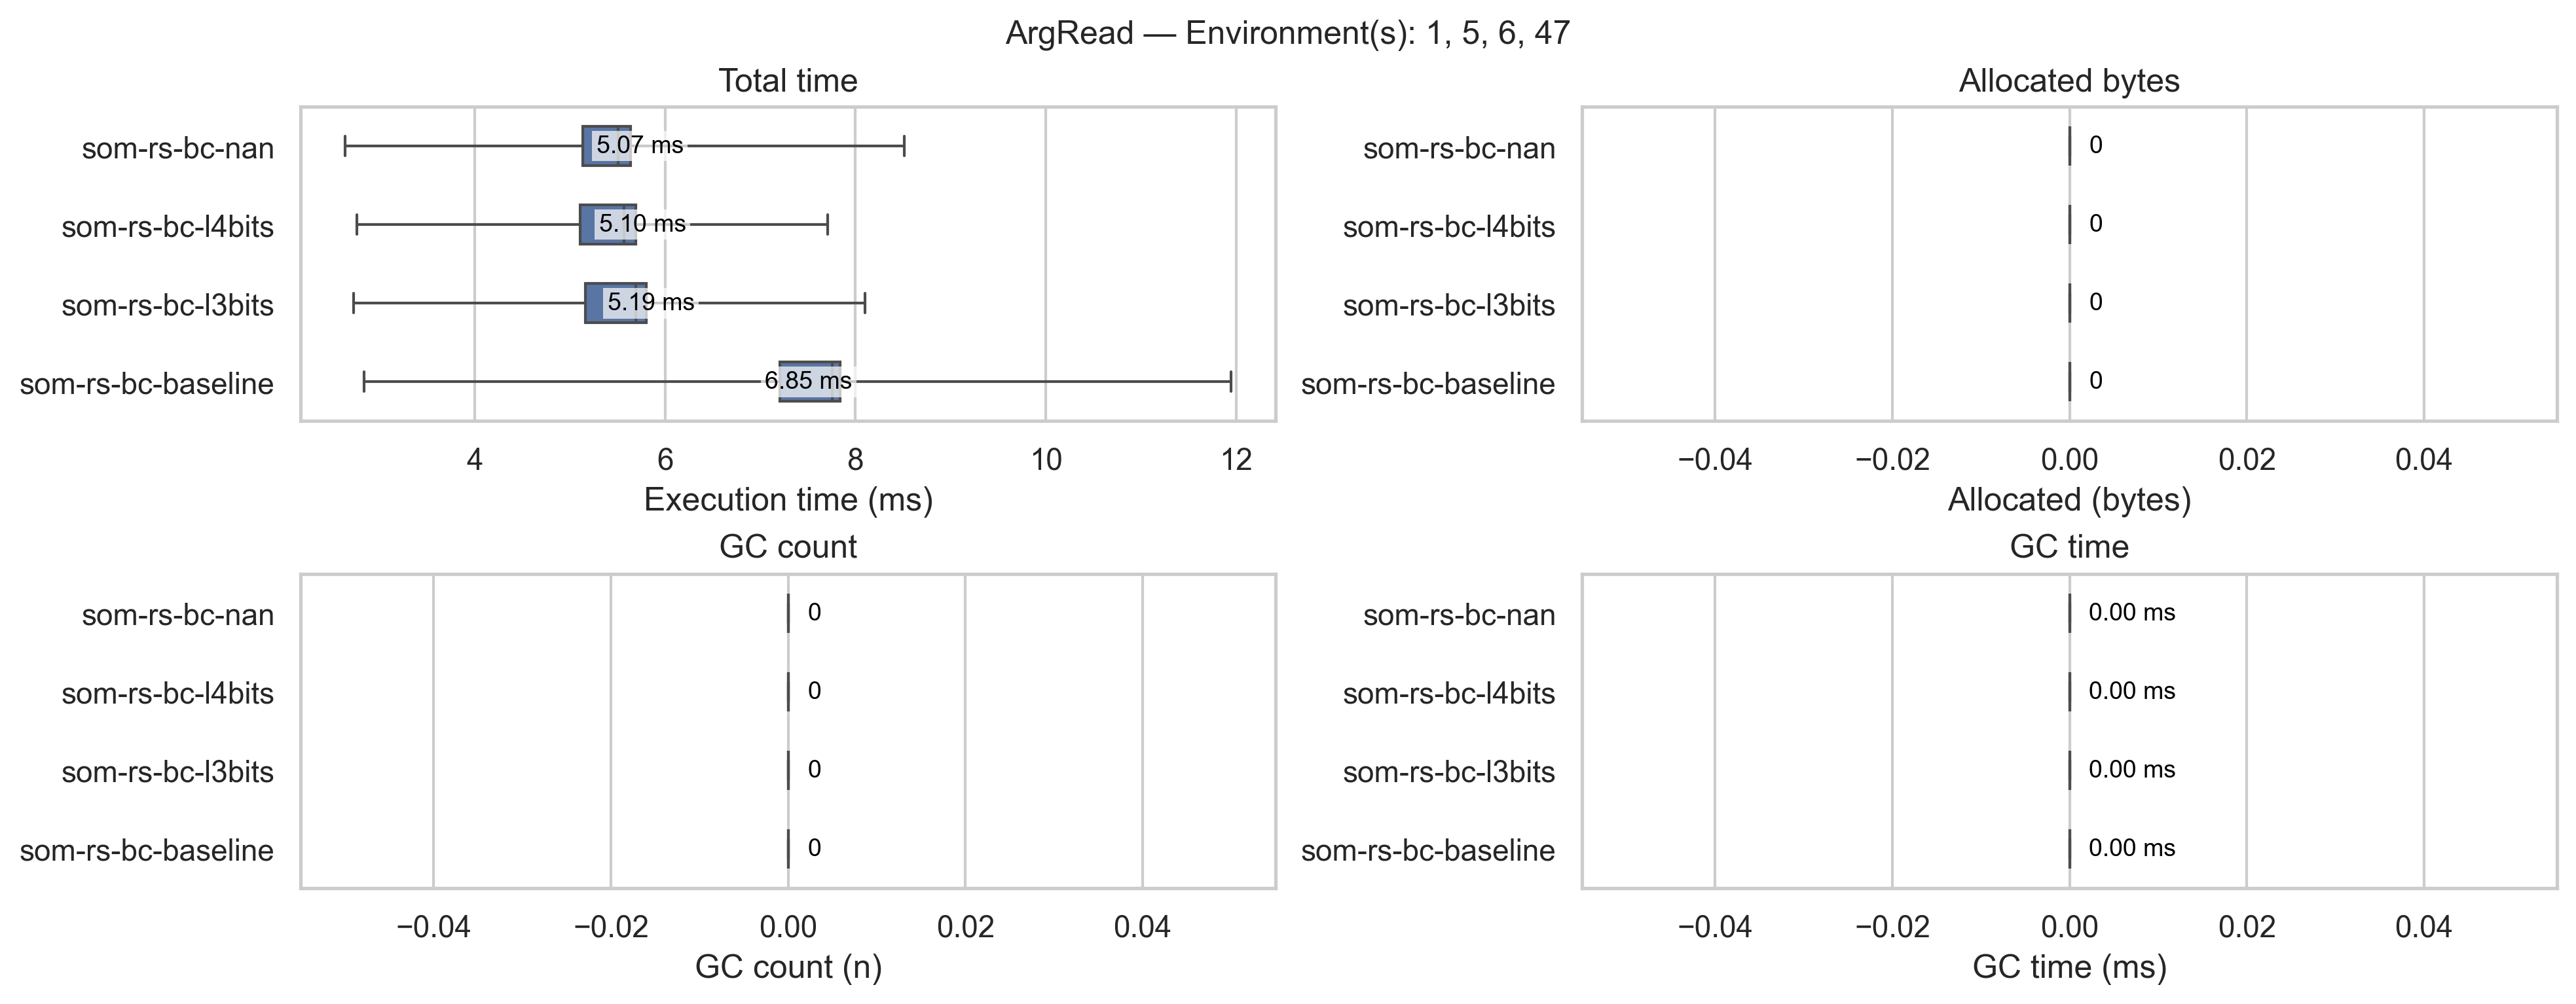 ArgRead — Environment(s): 1, 5, 6, 47
Total time
som-rs-bc-nan
5.07 ms
som-rs-bc-l4bits
5.10 ms
som-rs-bc-l3bits
5.19 ms
som-rs-bc-baseline
6.85 ms
4 6 8 10 12
Execution time (ms)
Allocated bytes
som-rs-bc-nan
0
som-rs-bc-l4bits
0
som-rs-bc-l3bits
0
som-rs-bc-baseline
0
−0.04 −0.02 0.00 0.02 0.04
Allocated (bytes)
GC count
som-rs-bc-nan
0
som-rs-bc-l4bits
0
som-rs-bc-l3bits
0
som-rs-bc-baseline
0
−0.04 −0.02 0.00 0.02 0.04
GC count (n)
GC time
som-rs-bc-nan
0.00 ms
som-rs-bc-l4bits
0.00 ms
som-rs-bc-l3bits
0.00 ms
som-rs-bc-baseline
0.00 ms
−0.04 −0.02 0.00 0.02 0.04
GC time (ms)